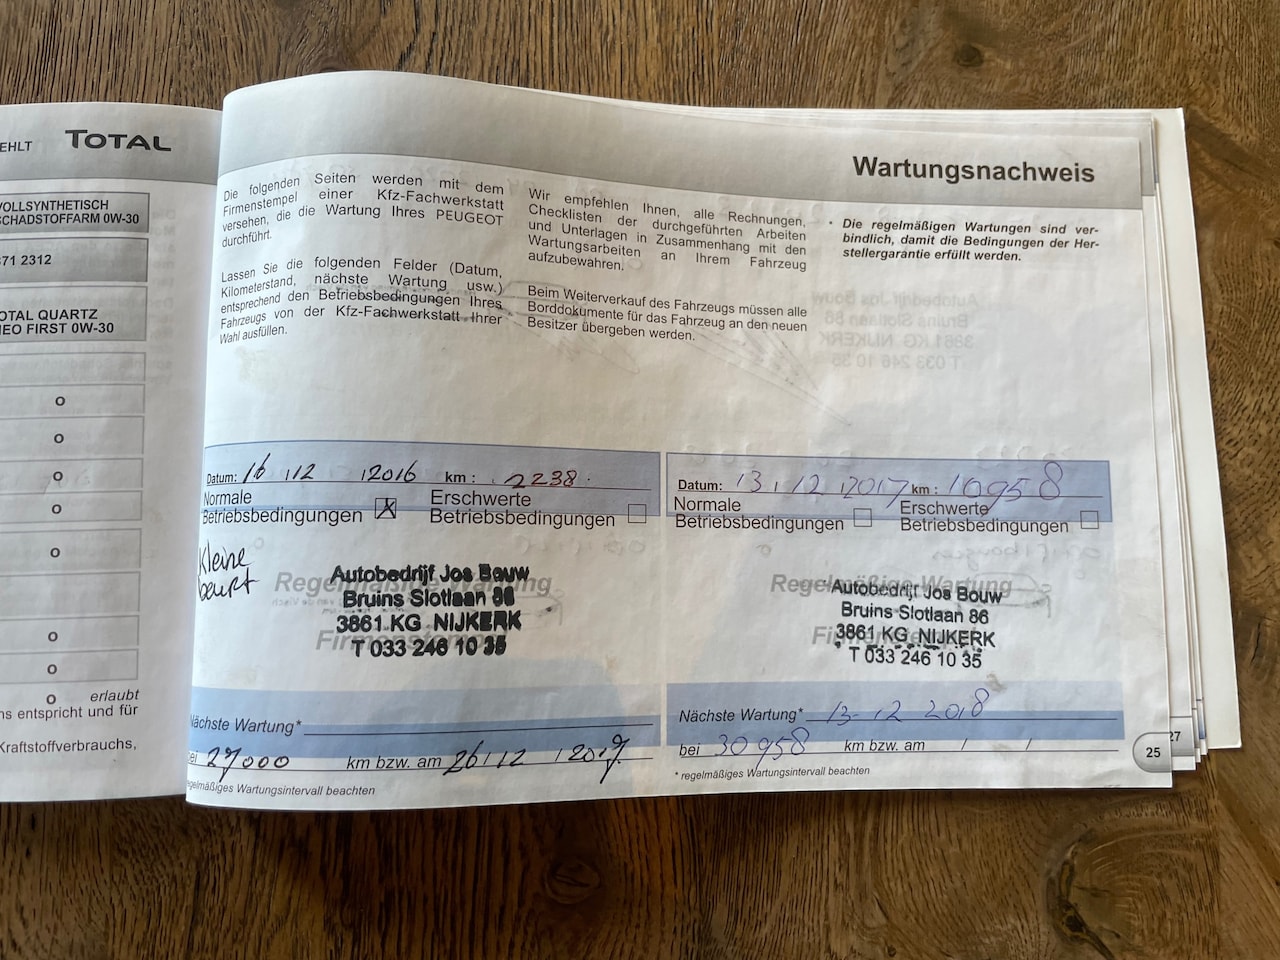 EHLT TOTAL
VOLLSYNTHETISCH
SCHADSTOFFARM 0W-30
71 2312
TOTAL QUARTZ
NEO FIRST 0W-30
o
o
o
o
o
o
o
o
erlaubt
ns entspricht und für
Kraftstoffverbrauchs,
Wartungsnachweis
Die folgenden Seiten werden mit dem
Firmenstempel einer Kfz-Fachwerkstatt
versehen, die die Wartung Ihres PEUGEOT
durchführt.
Lassen Sie die folgenden Felder (Datum,
Kilometerstand, nächste Wartung usw.)
entsprechend den Betriebsbedingungen Ihres
Fahrzeugs von der Kfz-Fachwerkstatt Ihrer
Wahl ausfüllen.
Wir empfehlen Ihnen, alle Rechnungen,
Checklisten der durchgeführten Arbeiten
und Unterlagen in Zusammenhang mit den
Wartungsarbeiten an Ihrem Fahrzeug
aufzubewahren.
Beim Weiterverkauf des Fahrzeugs müssen alle
Borddokumente für das Fahrzeug an den neuen
Besitzer übergeben werden.
• Die regelmäßigen Wartungen sind ver-
bindlich, damit die Bedingungen der Her-
stellergarantie erfüllt werden.
Datum: 16 / 12 / 2016 km : 2238
Normale
Betriebsbedingungen X
Erschwerte
Betriebsbedingungen
Kleine
beurt
Regelmäßige Wartung
Firmenstempel
Autobedrijf Jos Bouw
Bruins Slotlaan 86
3861 KG NIJKERK
T 033 246 10 35
Nächste Wartung*
bei 27000 km bzw. am 26 / 12 / 2017
regelmäßiges Wartungsintervall beachten
Datum: 13 / 12 / 2017 km : 10958
Normale
Betriebsbedingungen
Erschwerte
Betriebsbedingungen
Regelmäßige Wartung
Autobedrijf Jos Bouw
Bruins Slotlaan 86
3861 KG NIJKERK
T 033 246 10 35
Nächste Wartung* 13-12 2018
bei 30958 km bzw. am / /
* regelmäßiges Wartungsintervall beachten
25
27